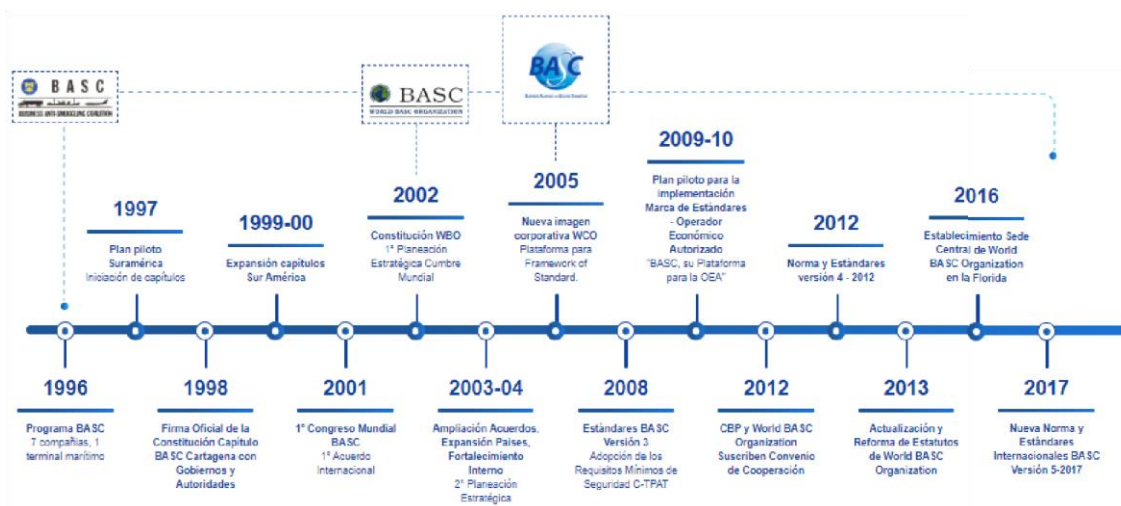 BASC
BUSINESS ANTI-SMUGGLING COALITION
BASC
WORLD BASC ORGANIZATION
BASC
1997
Plan piloto
Suramérica
Iniciación de capítulos
1999-00
Expansión capítulos
Sur América
2002
Constitución WBO
1° Planeación
Estratégica Cumbre
Mundial
2005
Nueva imagen
corporativa WCO
Plataforma para
Framework of
Standard.
2009-10
Plan piloto para la
implementación
Marca de Estándares
- Operador
Económico
Autorizado
"BASC, su Plataforma
para la OEA"
2012
Norma y Estándares
versión 4 - 2012
2016
Establecimiento Sede
Central de World
BASC Organization
en la Florida
1996
Programa BASC
7 compañías, 1
terminal marítimo
1998
Firma Oficial de la
Constitución Capitulo
BASC Cartagena con
Gobiernos y
Autoridades
2001
1° Congreso Mundial
BASC
1° Acuerdo
Internacional
2003-04
Ampliación Acuerdos,
Expansión Países,
Fortalecimiento
Interno
2° Planeación
Estratégica
2008
Estándares BASC
Versión 3
Adopción de los
Requisitos Mínimos de
Seguridad C-TPAT
2012
CBP y World BASC
Organization
Suscriben Convenio
de Cooperación
2013
Actualización y
Reforma de Estatutos
de World BASC
Organization
2017
Nueva Norma y
Estándares
Internacionales BASC
Versión 5-2017